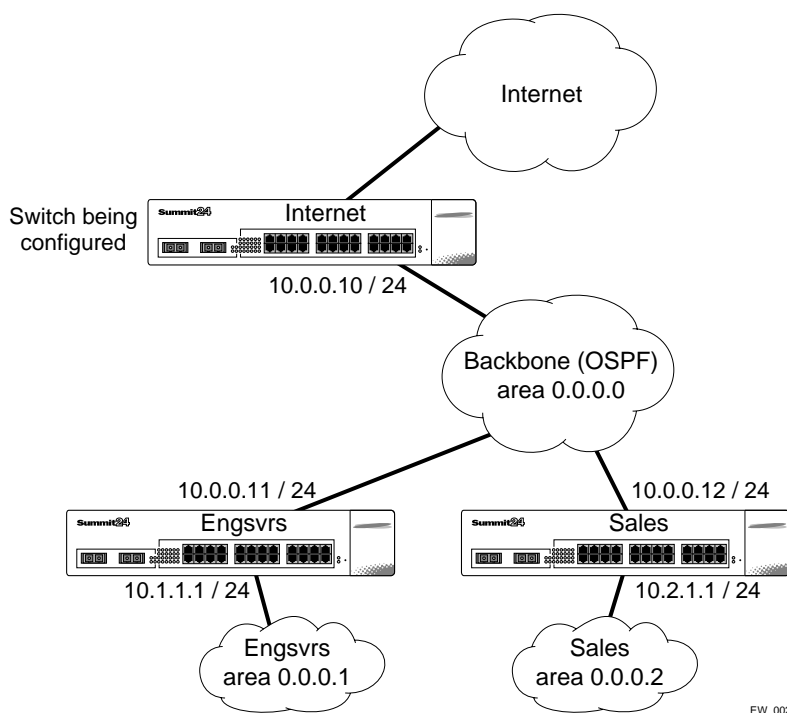 Internet
Switch being
configured
Summit24
Internet
10.0.0.10 / 24
Backbone (OSPF)
area 0.0.0.0
10.0.0.11 / 24
10.0.0.12 / 24
Summit24
Engsvrs
Summit24
Sales
10.1.1.1 / 24
10.2.1.1 / 24
Engsvrs
area 0.0.0.1
Sales
area 0.0.0.2